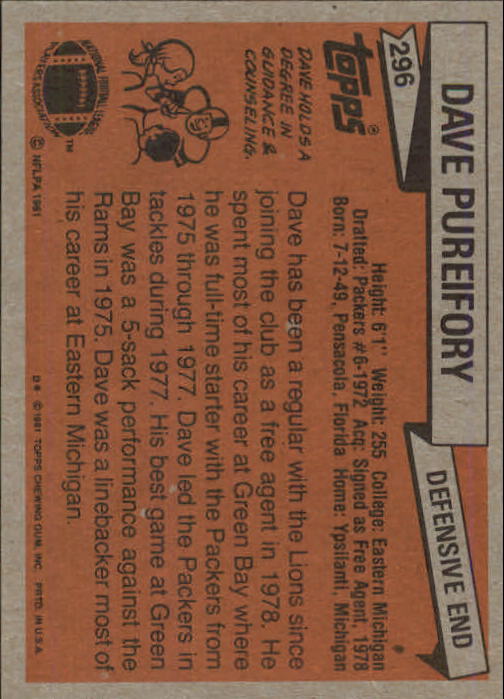 296
DAVE PUREIFORY
DEFENSIVE END
topps®
Height: 6'1" Weight: 255 College: Eastern Michigan
Drafted: Packers #6-1972 Acq: Signed as Free Agent, 1978
Born: 7-12-49, Pensacola, Florida Home: Ypsilanti, Michigan
DAVE HOLDS A
DEGREE IN
GUIDANCE &
COUNSELING.
Dave has been a regular with the Lions since
joining the club as a free agent in 1978. He
spent most of his career at Green Bay where
he was full-time starter with the Packers from
1975 through 1977. Dave led the Packers in
tackles during 1977. His best game at Green
Bay was a 5-sack performance against the
Rams in 1975. Dave was a linebacker most of
his career at Eastern Michigan.
NATIONAL FOOTBALL LEAGUE
PLAYERS ASSOCIATION
TM
© NFLPA 1981
D* © 1981 TOPPS CHEWING GUM, INC. PRTD. IN U.S.A.